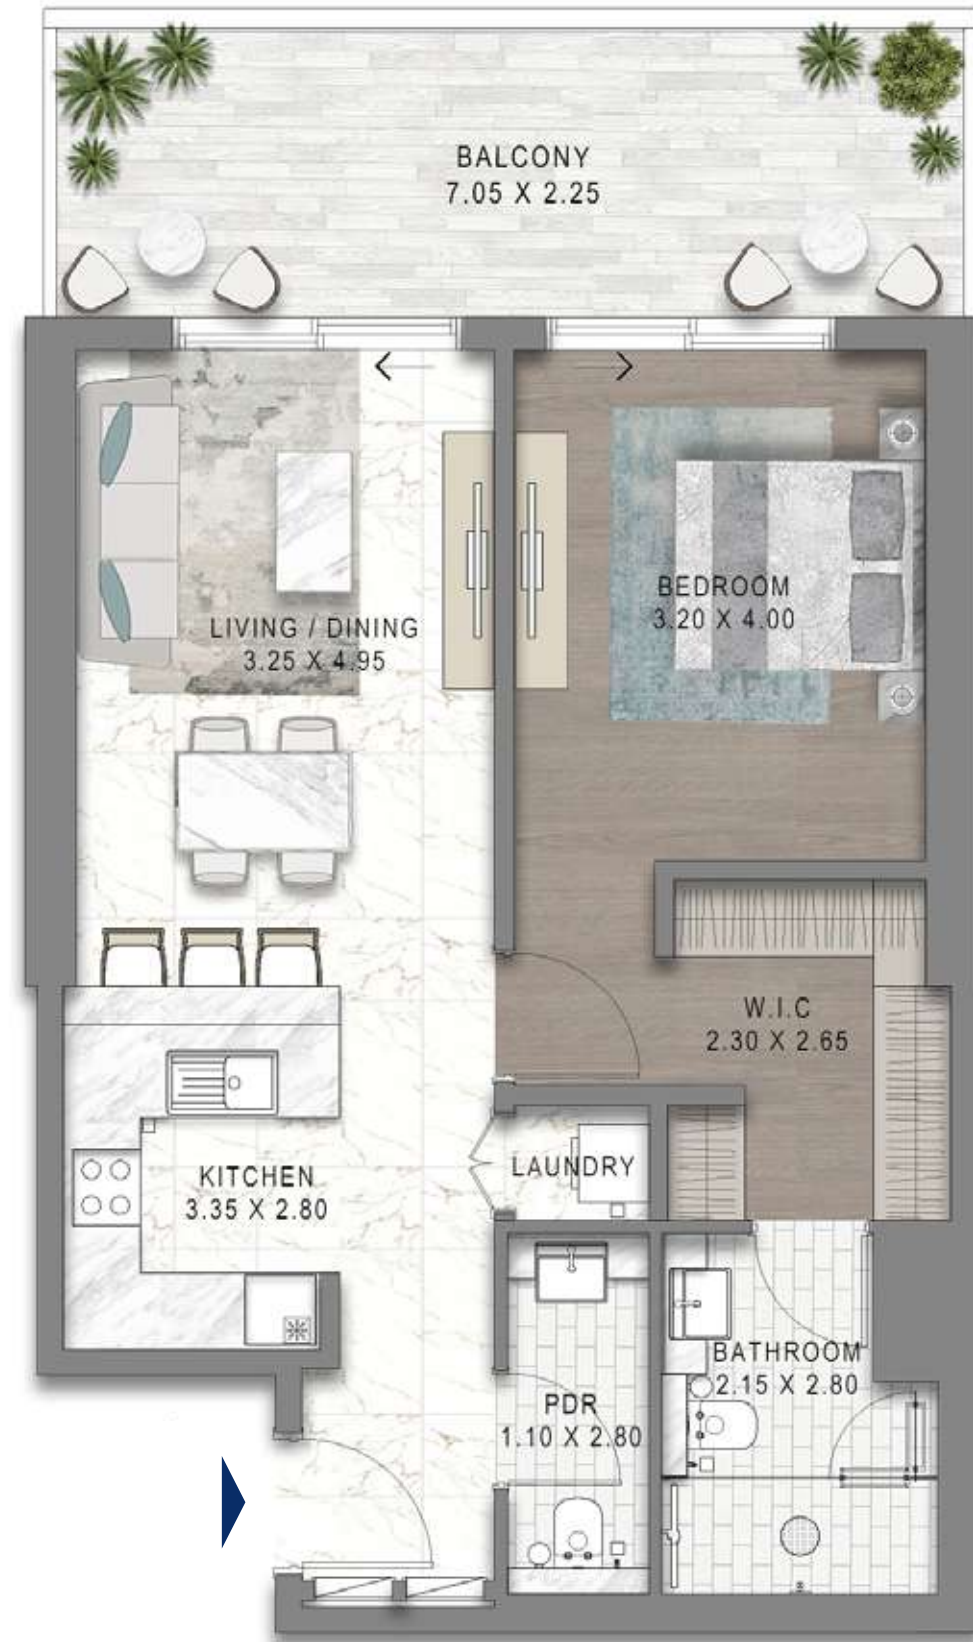 BALCONY
7.05 X 2.25
LIVING / DINING
3.25 X 4.95
BEDROOM
3.20 X 4.00
W.I.C
2.30 X 2.65
KITCHEN
3.35 X 2.80
LAUNDRY
BATHROOM
2.15 X 2.80
PDR
1.10 X 2.80